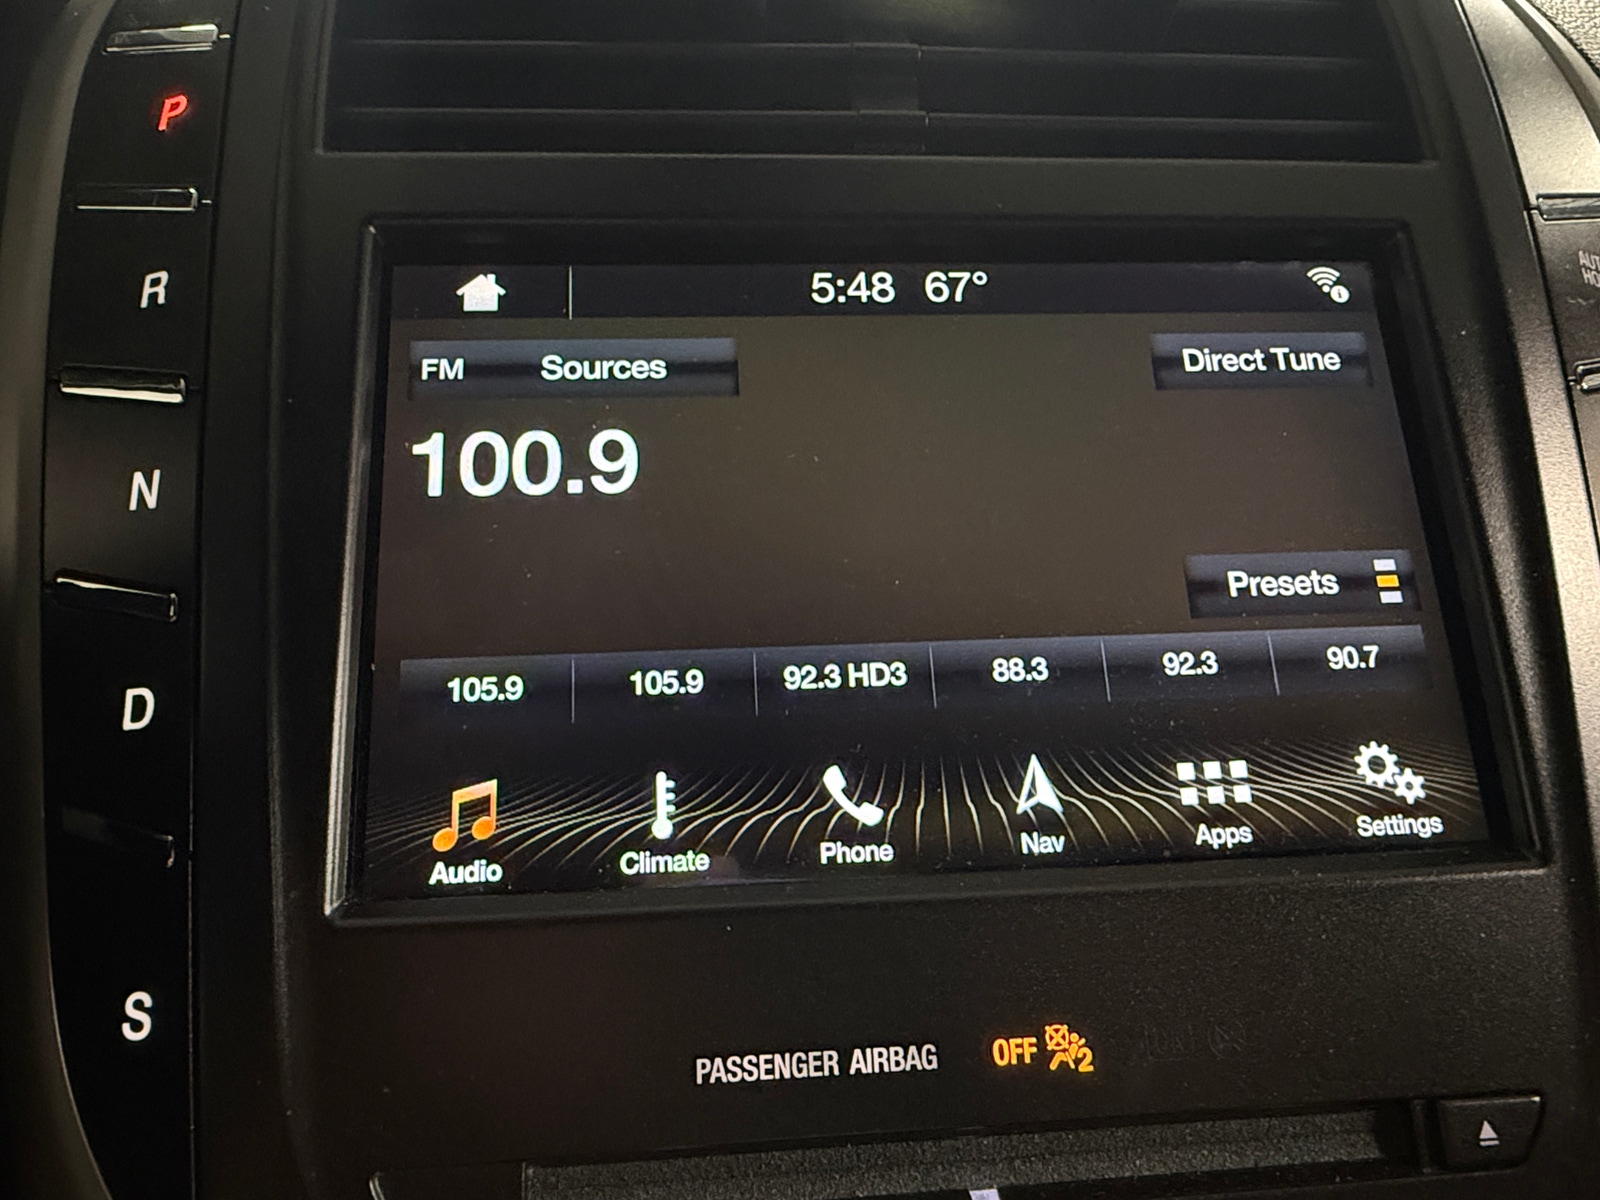 P
R
N
D
S
5:48 67°
FM Sources
Direct Tune
100.9
Presets
105.9 105.9 92.3 HD3 88.3 92.3 90.7
Audio Climate Phone Nav Apps Settings
PASSENGER AIRBAG OFF 2